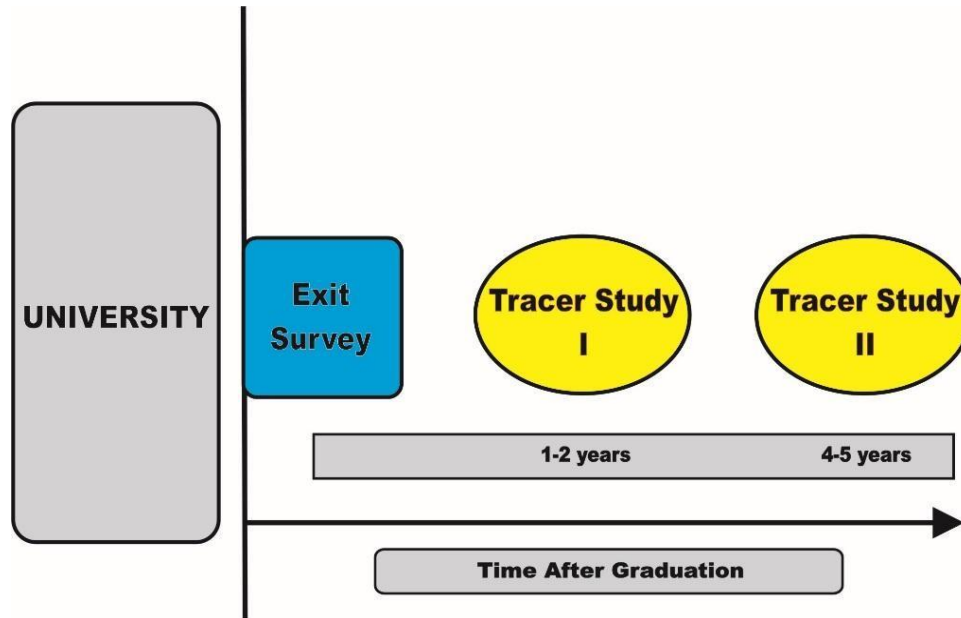 UNIVERSITY
Exit
Survey
Tracer Study
I
Tracer Study
II
1-2 years
4-5 years
Time After Graduation